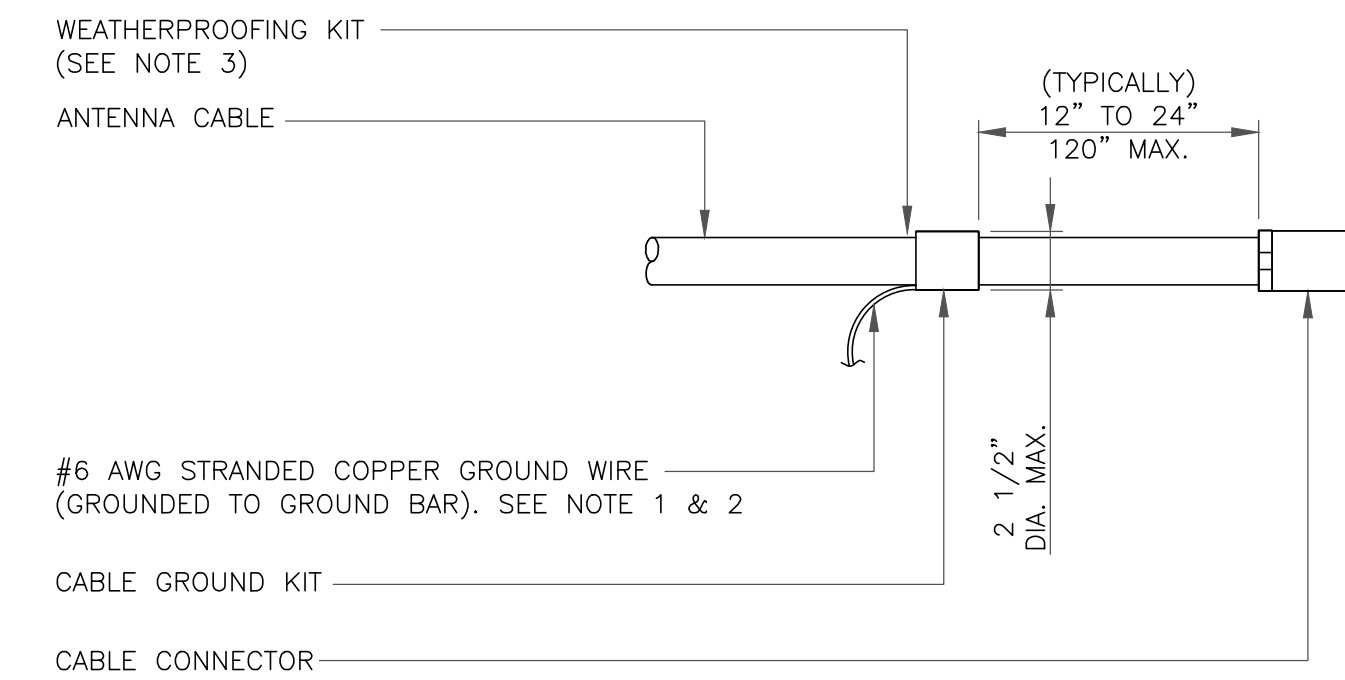 WEATHERPROOFING KIT
(SEE NOTE 3)
ANTENNA CABLE
(TYPICALLY)
12” TO 24”
120” MAX.
2 1/2”
DIA. MAX.
#6 AWG STRANDED COPPER GROUND WIRE
(GROUNDED TO GROUND BAR). SEE NOTE 1 & 2
CABLE GROUND KIT
CABLE CONNECTOR